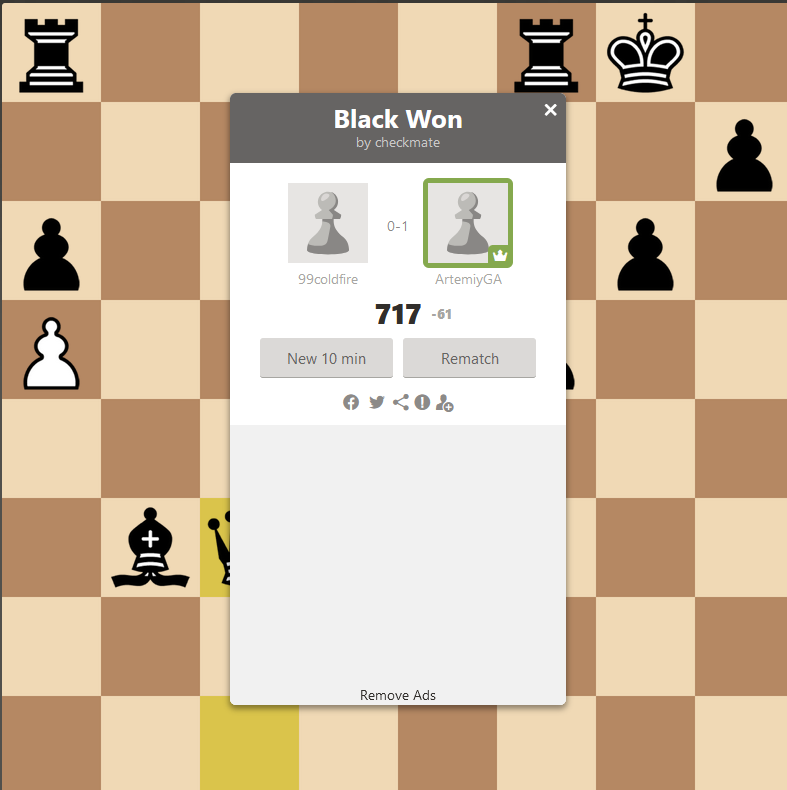 Black Won
by checkmate
0-1
99coldfire
ArtemiyGA
717 -61
New 10 min
Rematch
Remove Ads